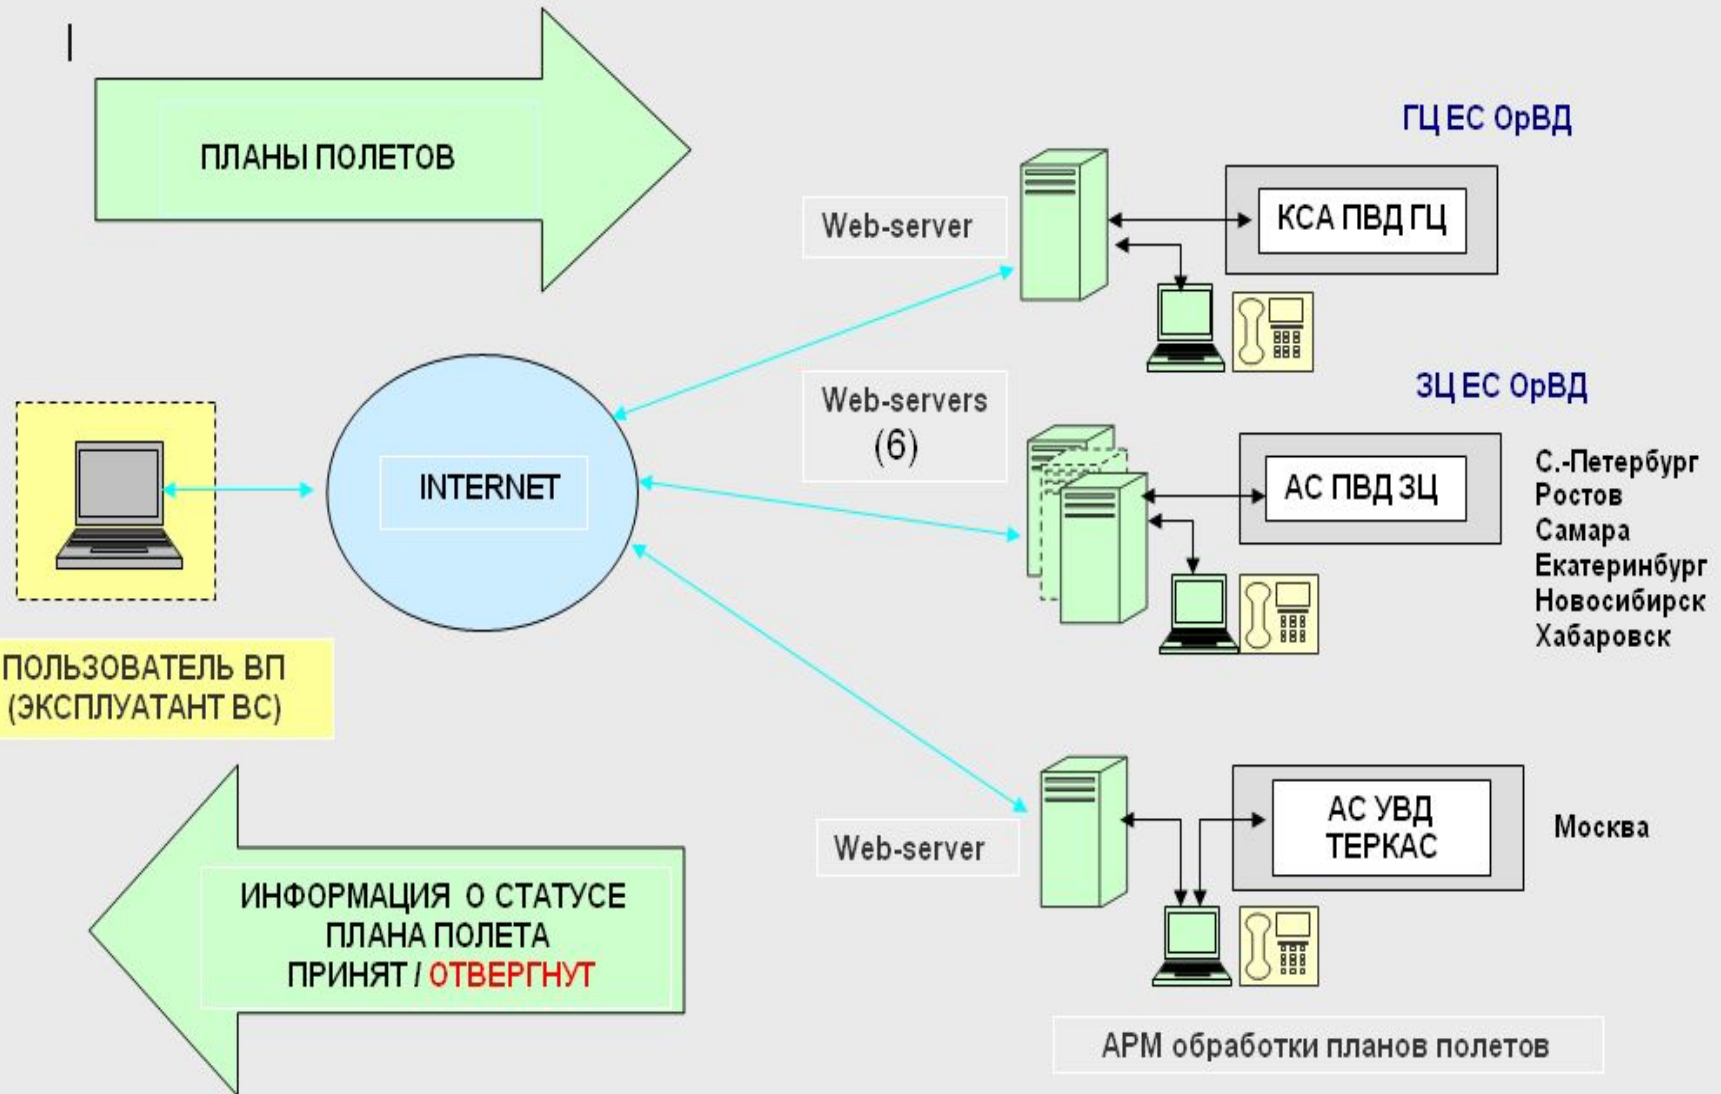 ПЛАНЫ ПОЛЕТОВ
ГЦ ЕС ОрВД
Web-server
КСА ПВД ГЦ
ЗЦ ЕС ОрВД
Web-servers
(6)
INTERNET
АС ПВД ЗЦ
С.-Петербург
Ростов
Самара
Екатеринбург
Новосибирск
Хабаровск
ПОЛЬЗОВАТЕЛЬ ВП
(ЭКСПЛУАТАНТ ВС)
Web-server
АС УВД
ТЕРКАС
Москва
ИНФОРМАЦИЯ О СТАТУСЕ
ПЛАНА ПОЛЕТА
ПРИНЯТ / ОТВЕРГНУТ
АРМ обработки планов полетов